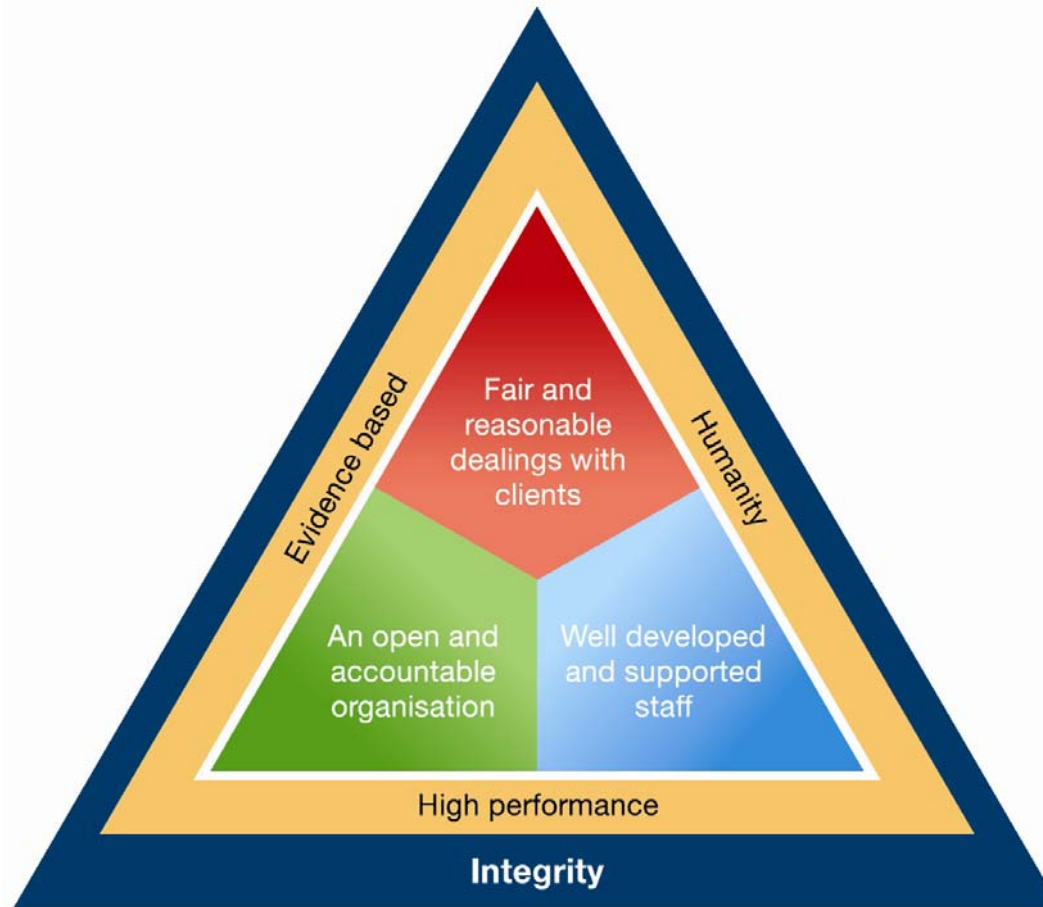 Fair and
reasonable
dealings with
clients
Evidence based
Humanity
An open and
accountable
organisation
Well developed
and supported
staff
High performance
Integrity